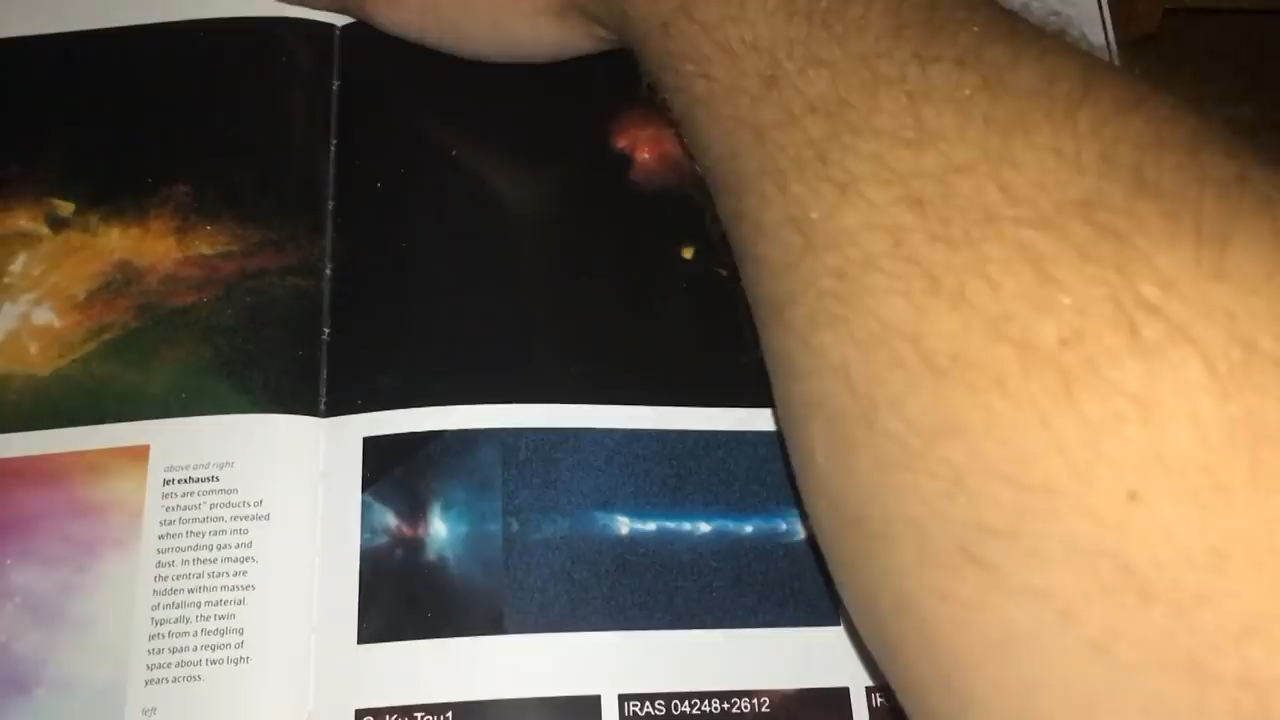 above and right
Jet exhausts
Jets are common
"exhaust" products of
star formation, revealed
when they ram into
surrounding gas and
dust. In these images,
the central stars are
hidden within masses
of infalling material.
Typically, the twin
jets from a fledgling
star span a region of
space about two light-
years across.
left
Ku Tau1
IRAS 04248+2612